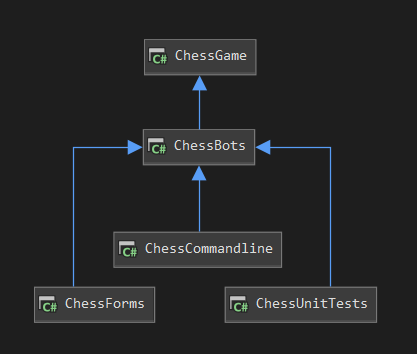 C# ChessGame
C# ChessBots
C# ChessCommandline
C# ChessForms
C# ChessUnitTests